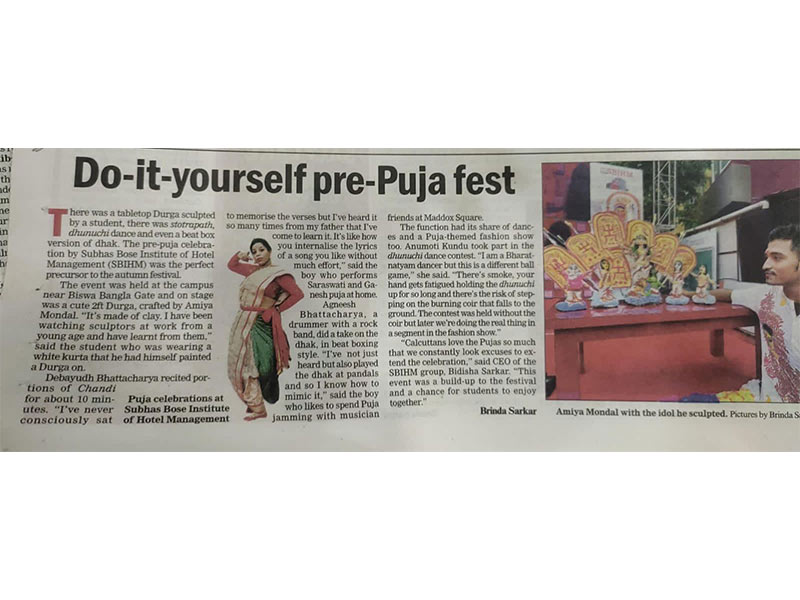 Do-it-yourself pre-Puja fest
There was a tabletop Durga sculpted
by a student, there was stotrapath,
dhunuchi dance and even a beat box
version of dhak. The pre-puja celebra-
tion by Subhas Bose Institute of Hotel
Management (SBIHM) was the perfect
precursor to the autumn festival.
The event was held at the campus
near Biswa Bangla Gate and on stage
was a cute 2ft Durga, crafted by Amiya
Mondal. “It’s made of clay. I have been
watching sculptors at work from a
young age and have learnt from them,”
said the student who was wearing a
white kurta that he had himself painted
a Durga on.
Debayudh Bhattacharya recited por-
tions of Chandi
for about 10 min-
utes. “I’ve never
consciously sat
Puja celebrations at
Subhas Bose Institute
of Hotel Management
to memorise the verses but I’ve heard it
so many times from my father that I’ve
come to learn it. It’s like how
you internalise the lyrics
of a song you like without
much effort,” said the
boy who performs
Saraswati and Ga-
nesh puja at home.
Agneesh
Bhattacharya, a
drummer with a rock
band, did a take on the
dhak, in beat boxing
style. “I’ve not just
heard but also played
the dhak at pandals
and so I know how to
mimic it,” said the boy
who likes to spend Puja
jamming with musician
friends at Maddox Square.
The function had its share of danc-
es and a Puja-themed fashion show
too. Anumoti Kundu took part in the
dhunuchi dance contest. “I am a Bharat-
natyam dancer but this is a different ball
game,” she said. “There’s smoke, your
hand gets fatigued holding the dhunuchi
up for so long and there’s the risk of step-
ping on the burning coir that falls to the
ground. The contest was held without the
coir but later we’re doing the real thing in
a segment in the fashion show.”
“Calcuttans love the Pujas so much
that we constantly look excuses to ex-
tend the celebration,” said CEO of the
SBIHM group, Bidisha Sarkar. “This
event was a build-up to the festival
and a chance for students to enjoy
together.”
Brinda Sarkar
Amiya Mondal with the idol he sculpted. Pictures by Brinda S